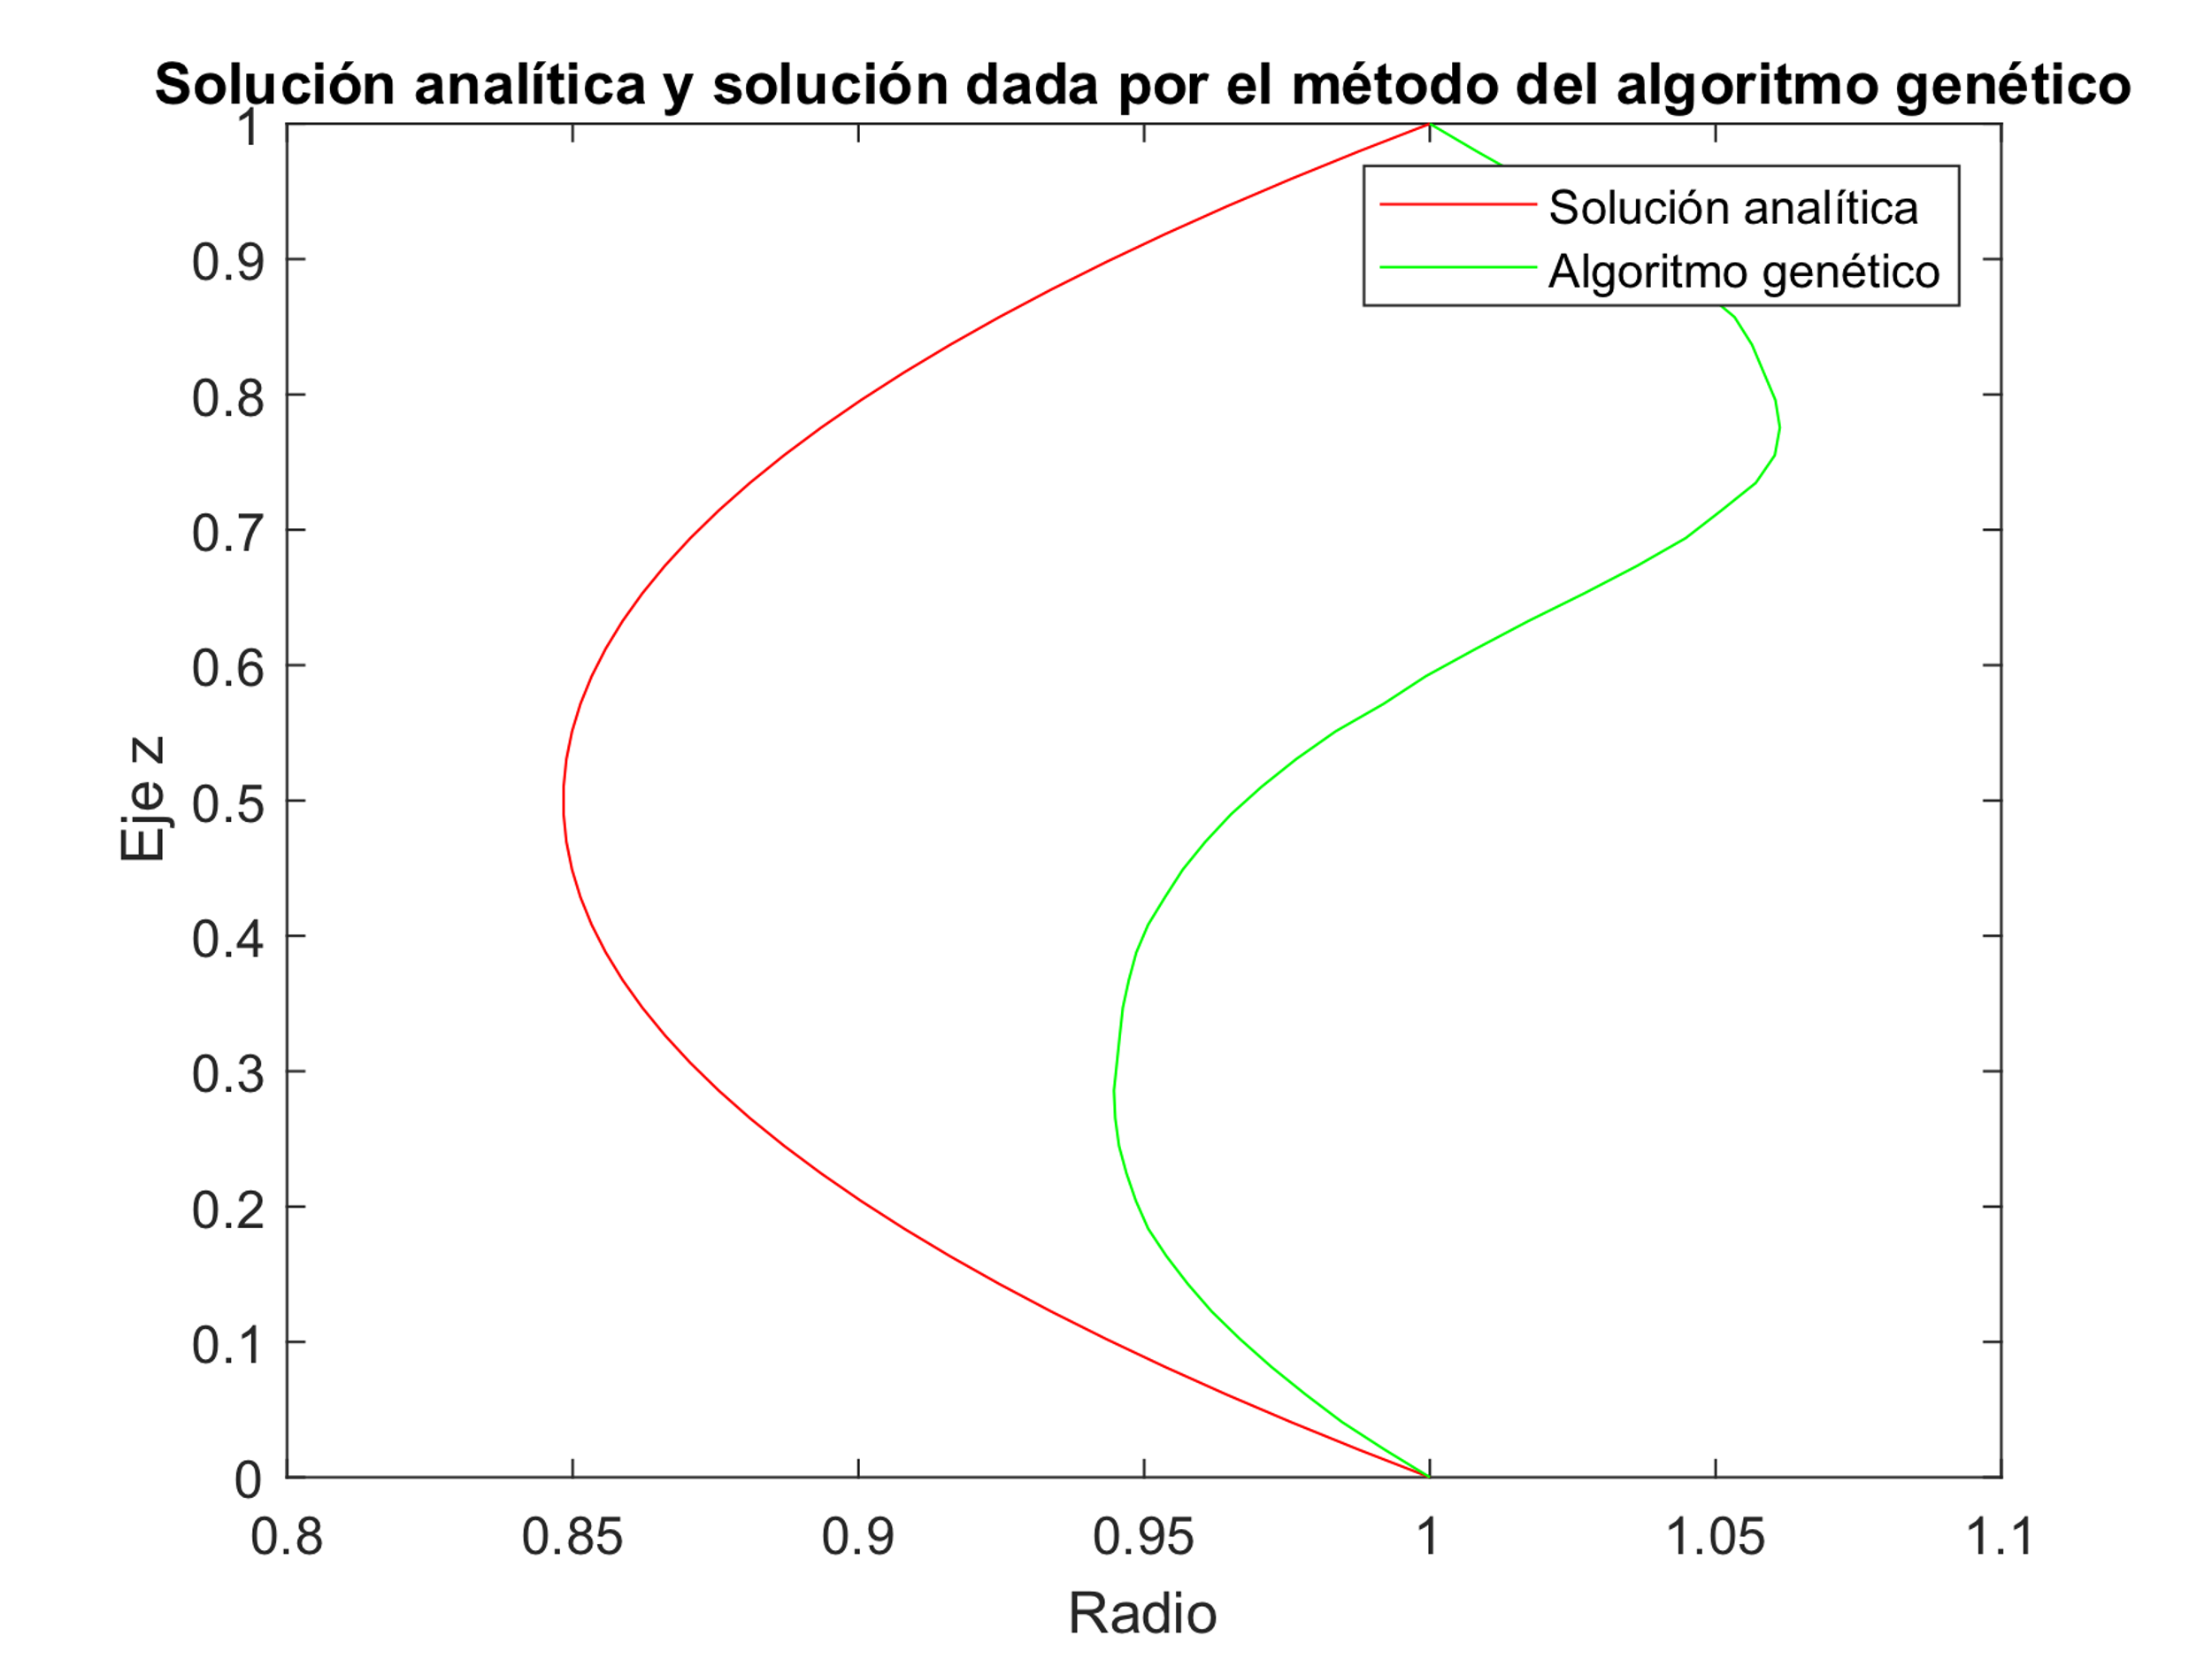 Solución analítica y solución dada por el método del algoritmo genético
1
0.9
0.8
0.7
0.6
0.5
0.4
0.3
0.2
0.1
0
Eje z
Solución analítica
Algoritmo genético
0.8 0.85 0.9 0.95 1 1.05 1.1
Radio